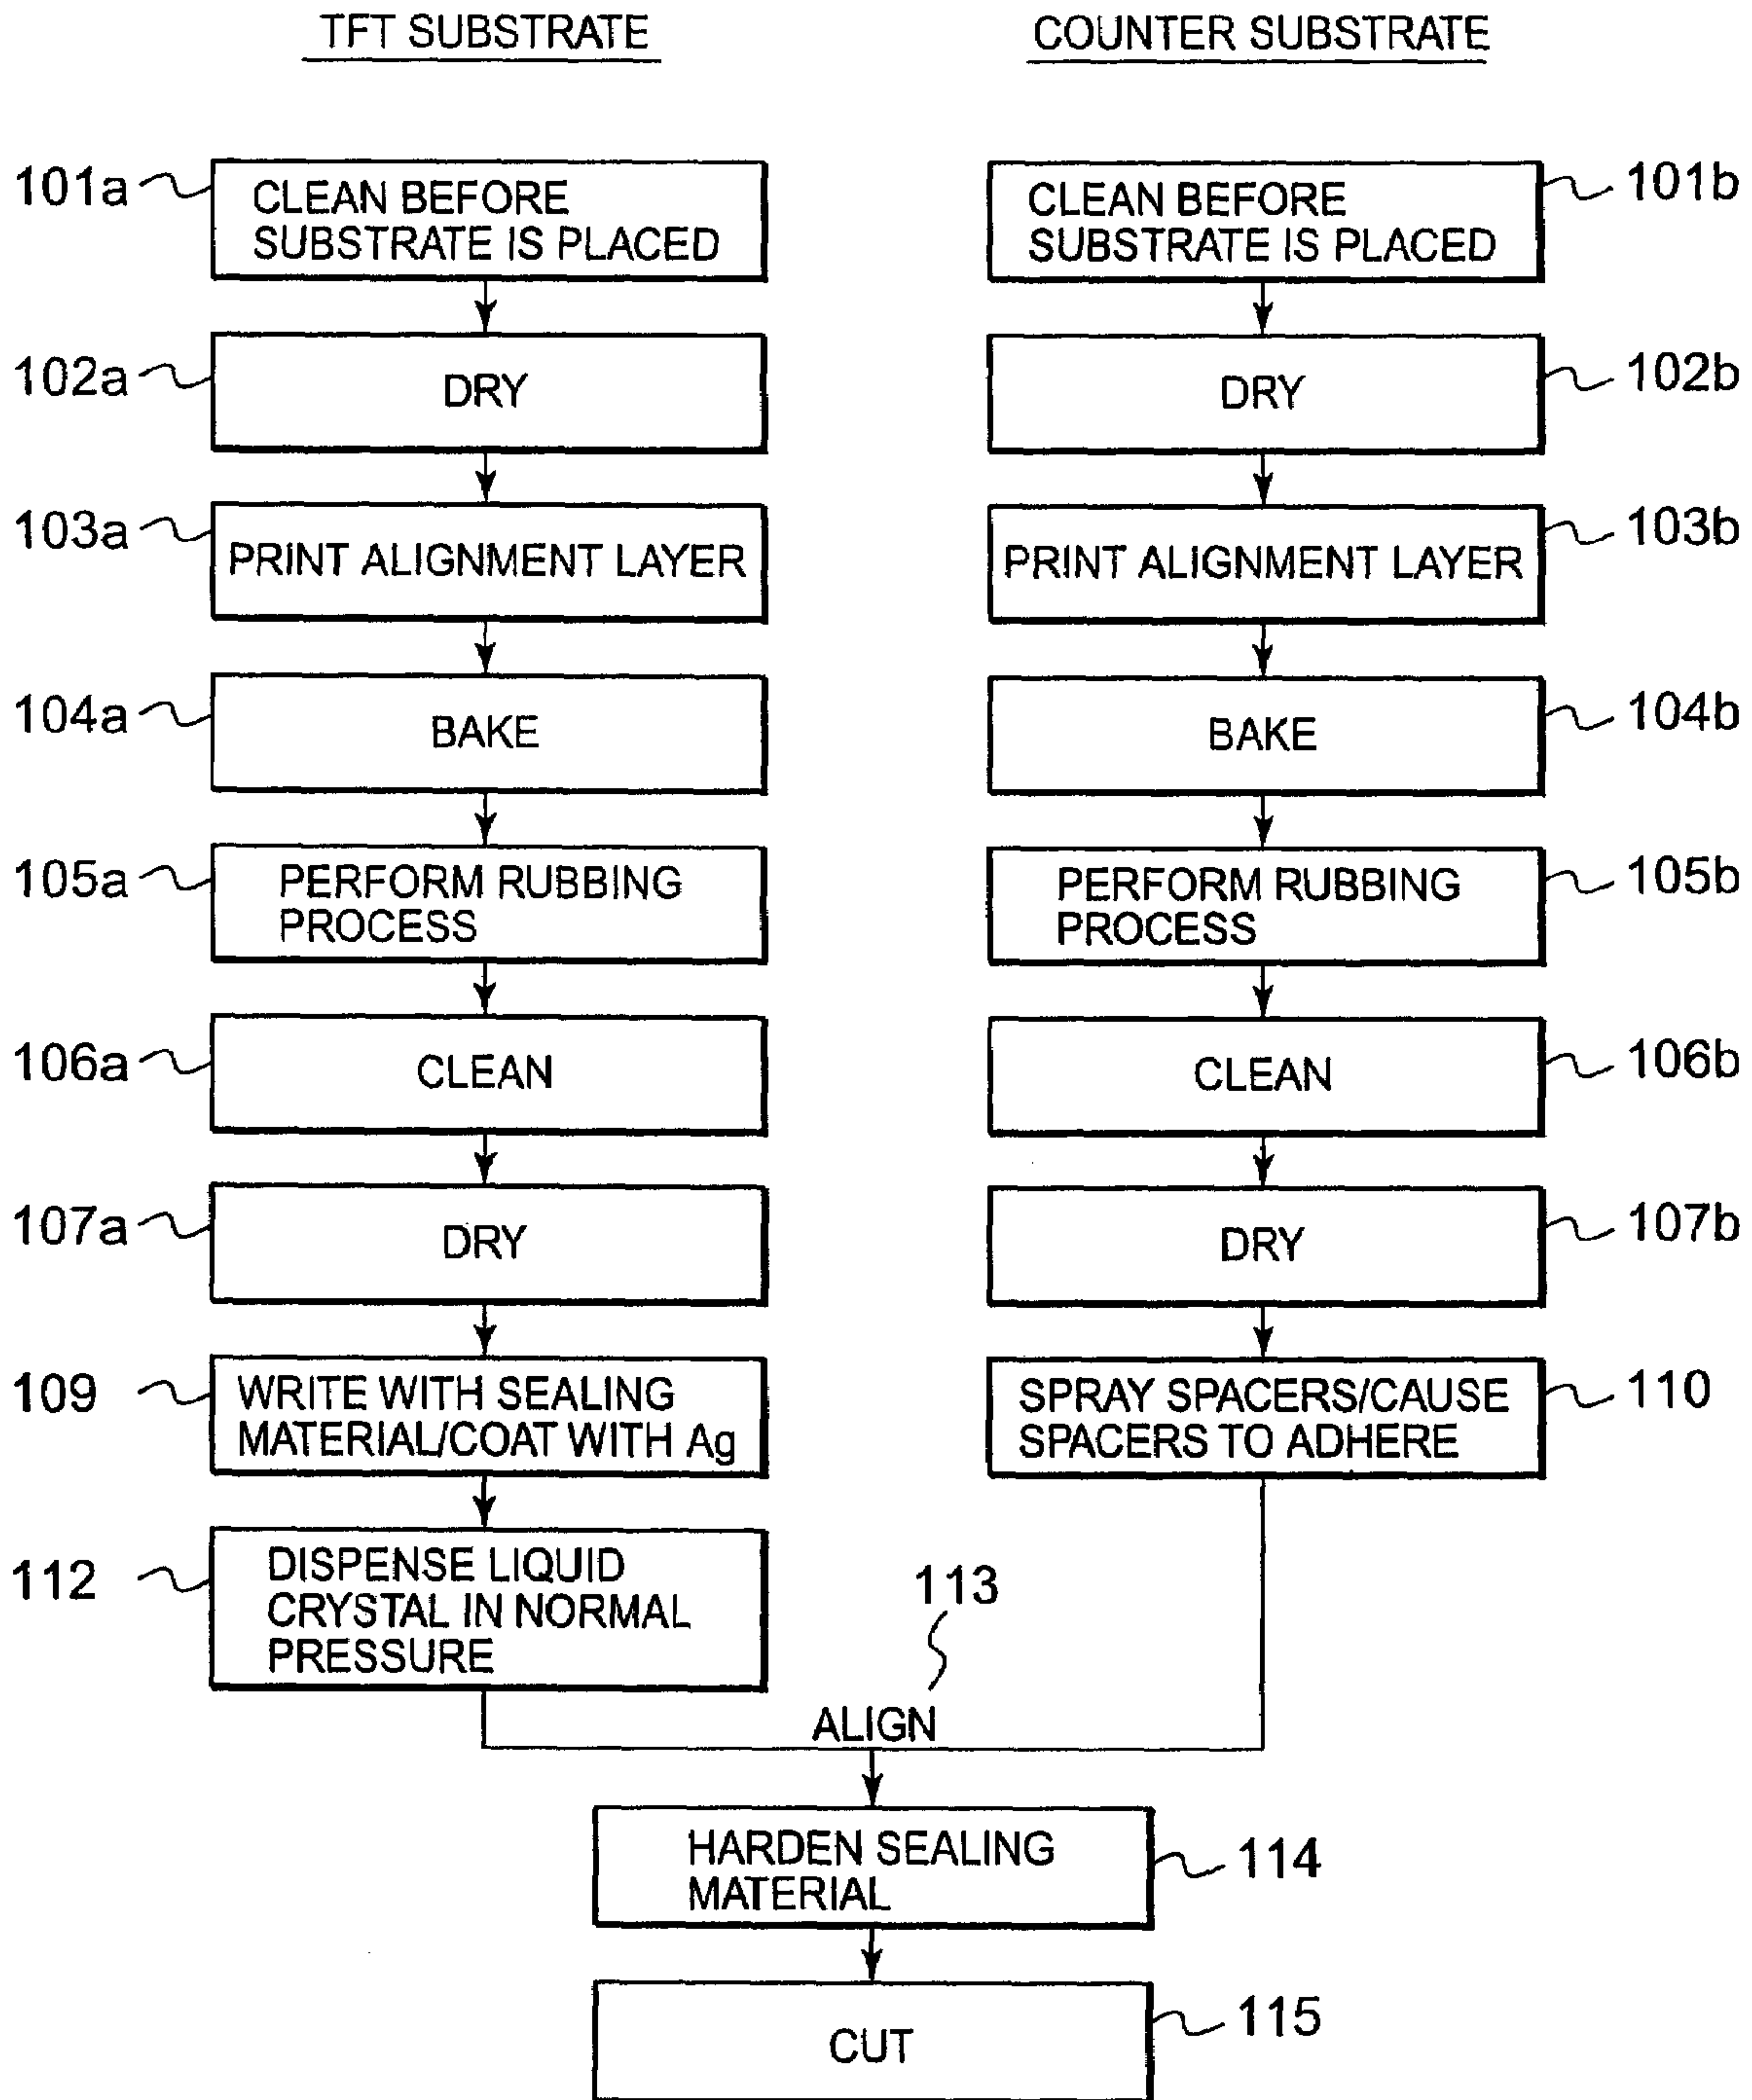 TFT SUBSTRATE
101a
CLEAN BEFORE
SUBSTRATE IS PLACED
102a
DRY
103a
PRINT ALIGNMENT LAYER
104a
BAKE
105a
PERFORM RUBBING
PROCESS
106a
CLEAN
107a
DRY
109
WRITE WITH SEALING
MATERIAL/COAT WITH Ag
112
DISPENSE LIQUID
CRYSTAL IN NORMAL
PRESSURE
COUNTER SUBSTRATE
CLEAN BEFORE
SUBSTRATE IS PLACED
101b
DRY
102b
PRINT ALIGNMENT LAYER
103b
BAKE
104b
PERFORM RUBBING
PROCESS
105b
CLEAN
106b
DRY
107b
SPRAY SPACERS/CAUSE
SPACERS TO ADHERE
110
113
ALIGN
HARDEN SEALING
MATERIAL
114
CUT
115